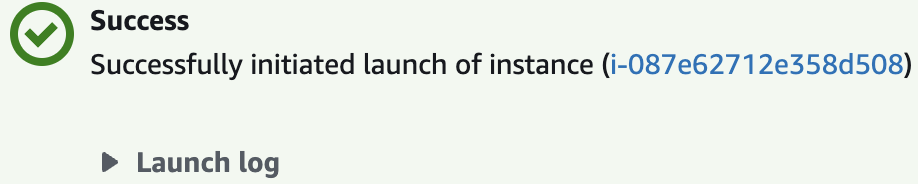 Success
Successfully initiated launch of instance (i-087e62712e358d508)
Launch log